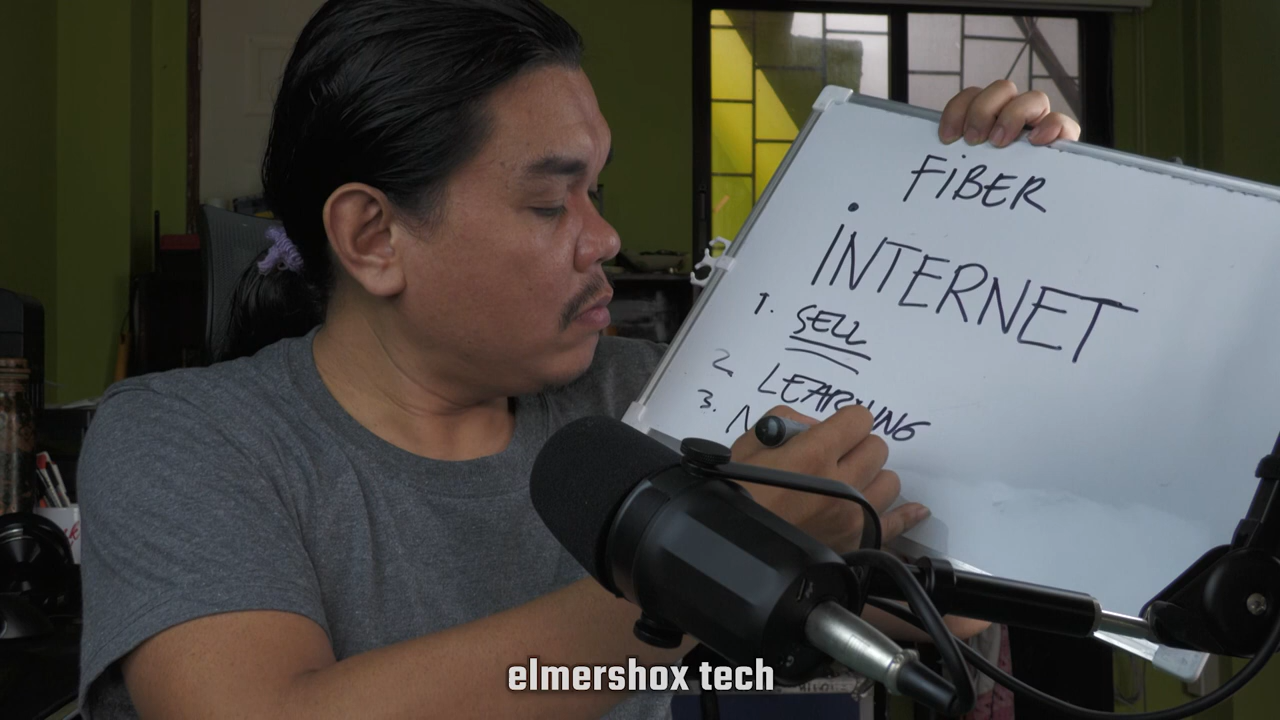 FiBER
iNTERNET
1. SELL
2. LEARNING
3. N
elmershox tech